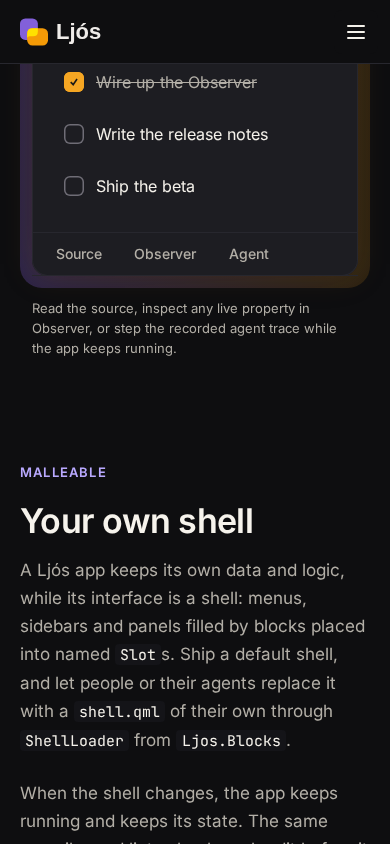 Ljós
Wire up the Observer
Write the release notes
Ship the beta
Source Observer Agent
Read the source, inspect any live property in
Observer, or step the recorded agent trace while
the app keeps running.
MALLEABLE
Your own shell
A Ljós app keeps its own data and logic,
while its interface is a shell: menus,
sidebars and panels filled by blocks placed
into named Slots. Ship a default shell,
and let people or their agents replace it
with a shell.qml of their own through
ShellLoader from Ljos.Blocks.
When the shell changes, the app keeps
running and keeps its state. The same